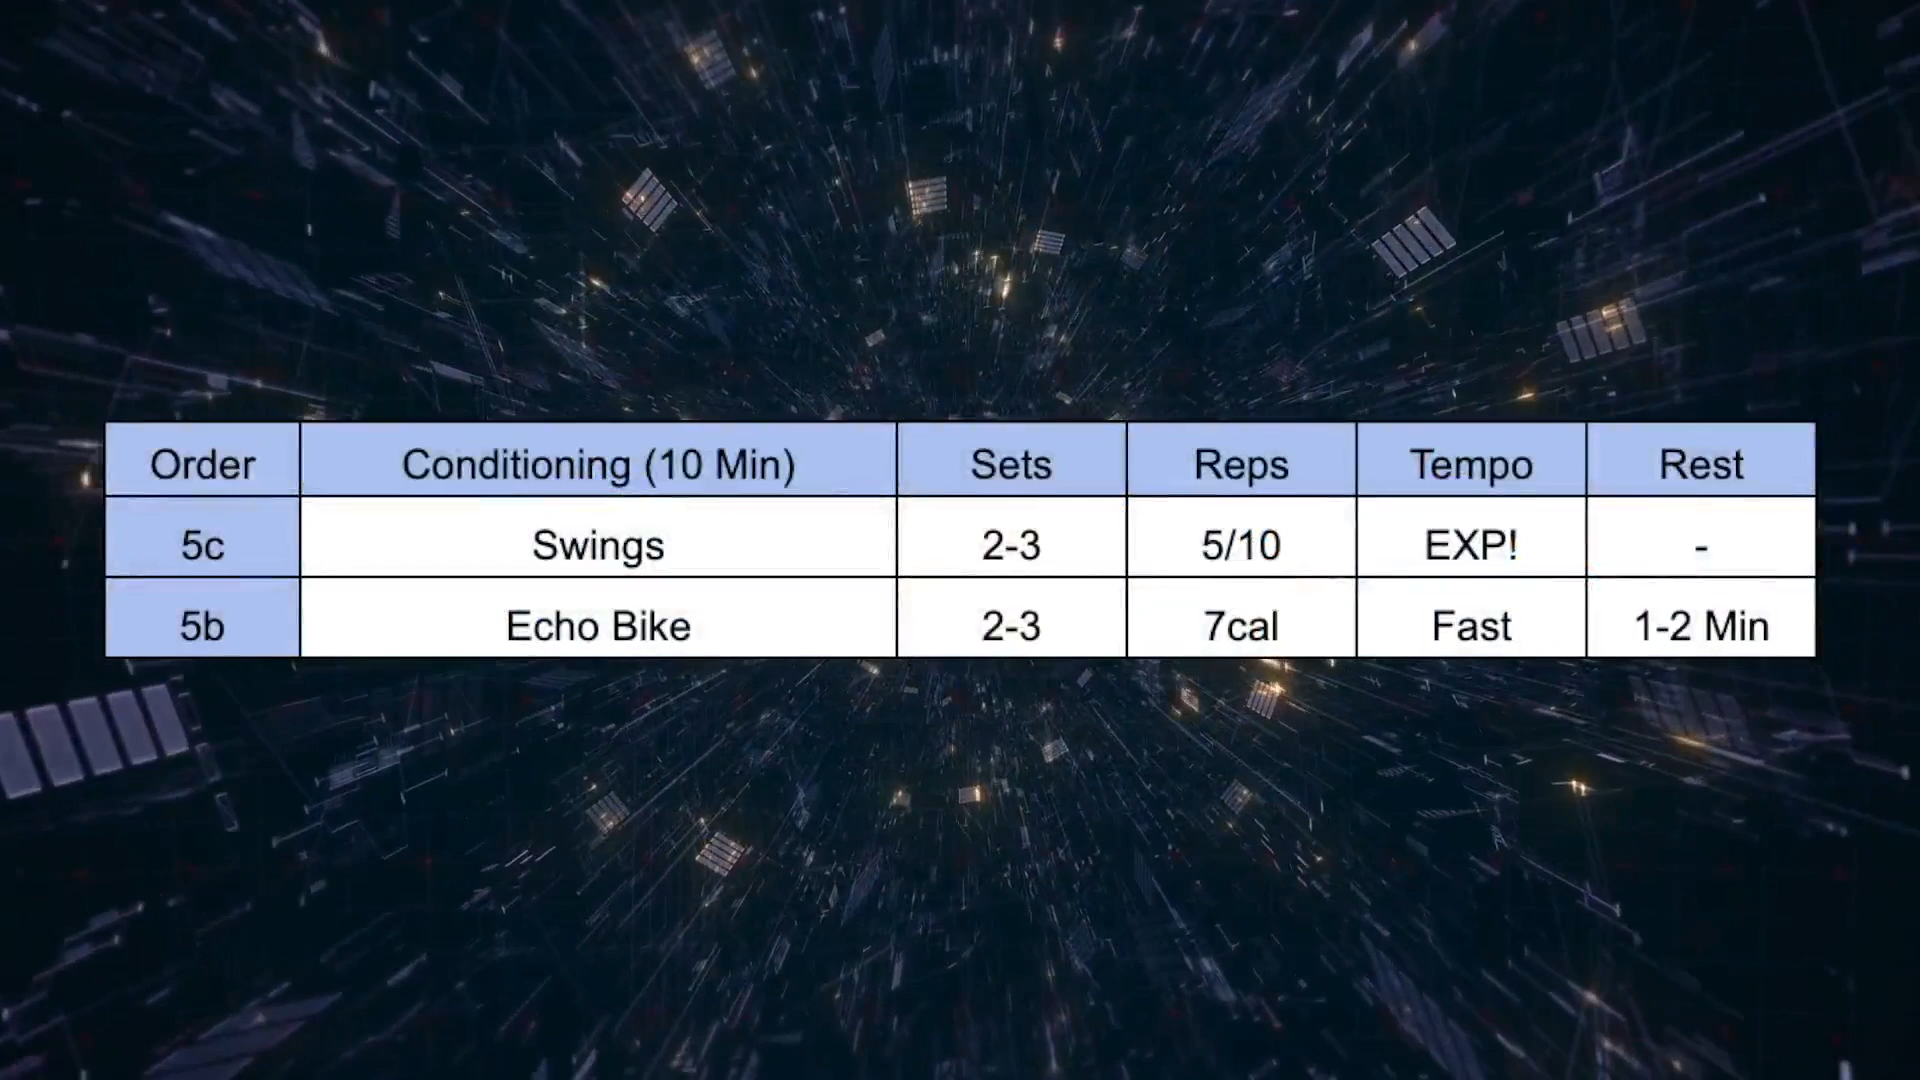 Order Conditioning (10 Min) Sets Reps Tempo Rest
5c Swings 2-3 5/10 EXP! -
5b Echo Bike 2-3 7cal Fast 1-2 Min